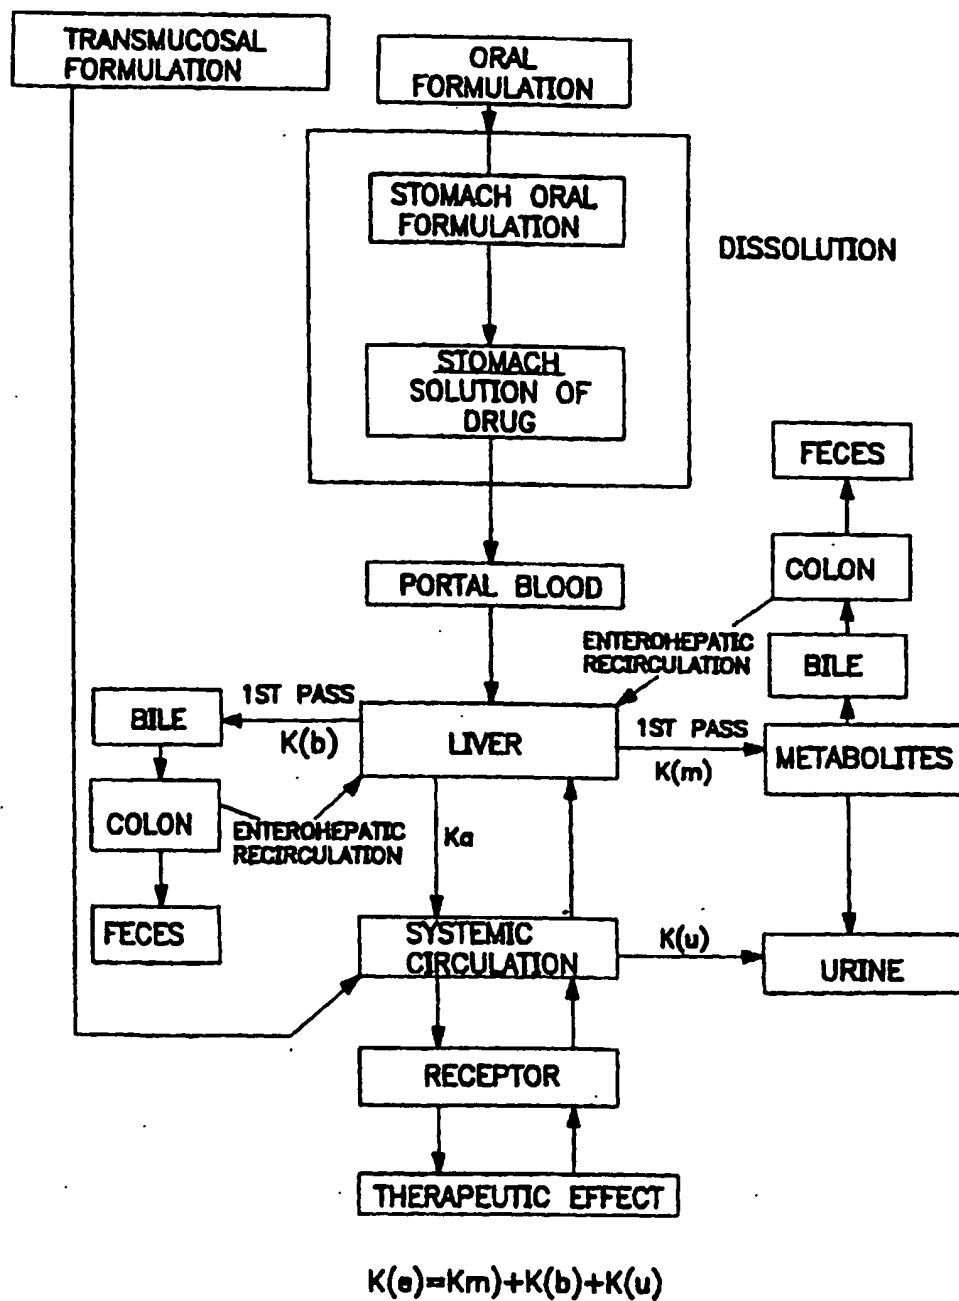 TRANSMUCOSAL
FORMULATION
ORAL
FORMULATION
STOMACH ORAL
FORMULATION
DISSOLUTION
STOMACH
SOLUTION OF
DRUG
FECES
COLON
PORTAL BLOOD
ENTEROHEPATIC
RECIRCULATION
BILE
1ST PASS
BILE
K(b)
LIVER
1ST PASS
K(m)
METABOLITES
COLON
ENTEROHEPATIC
RECIRCULATION
Ka
FECES
SYSTEMIC
CIRCULATION
K(u)
URINE
RECEPTOR
THERAPEUTIC EFFECT
K(e)=Km)+K(b)+K(u)